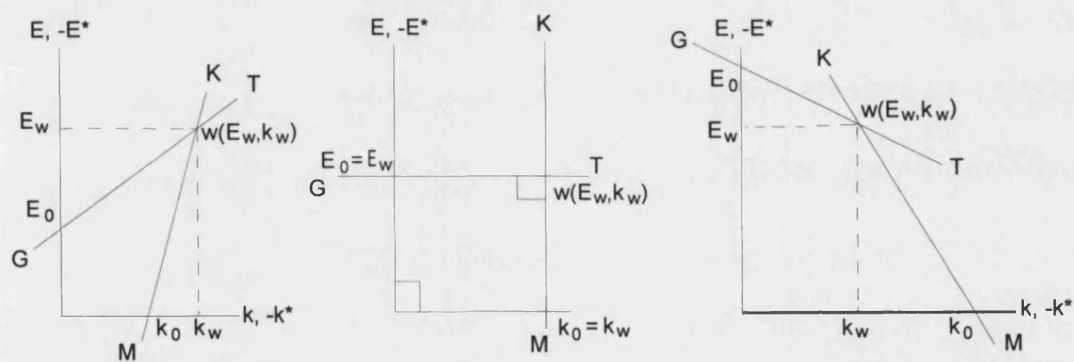 E, -E*
K
T
E_w
w(E_w,k_w)
E_0
G
k_0 k_w
k, -k*
M
E, -E*
K
E_0=E_w
T
G
w(E_w,k_w)
k_0 = k_w
M
E, -E*
G
K
E_0
w(E_w,k_w)
E_w
T
k_w
k_0
k, -k*
M